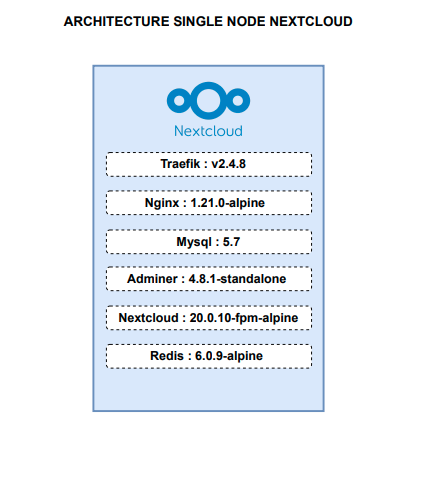 ARCHITECTURE SINGLE NODE NEXTCLOUD
Nextcloud
Traefik : v2.4.8
Nginx : 1.21.0-alpine
Mysql : 5.7
Adminer : 4.8.1-standalone
Nextcloud : 20.0.10-fpm-alpine
Redis : 6.0.9-alpine